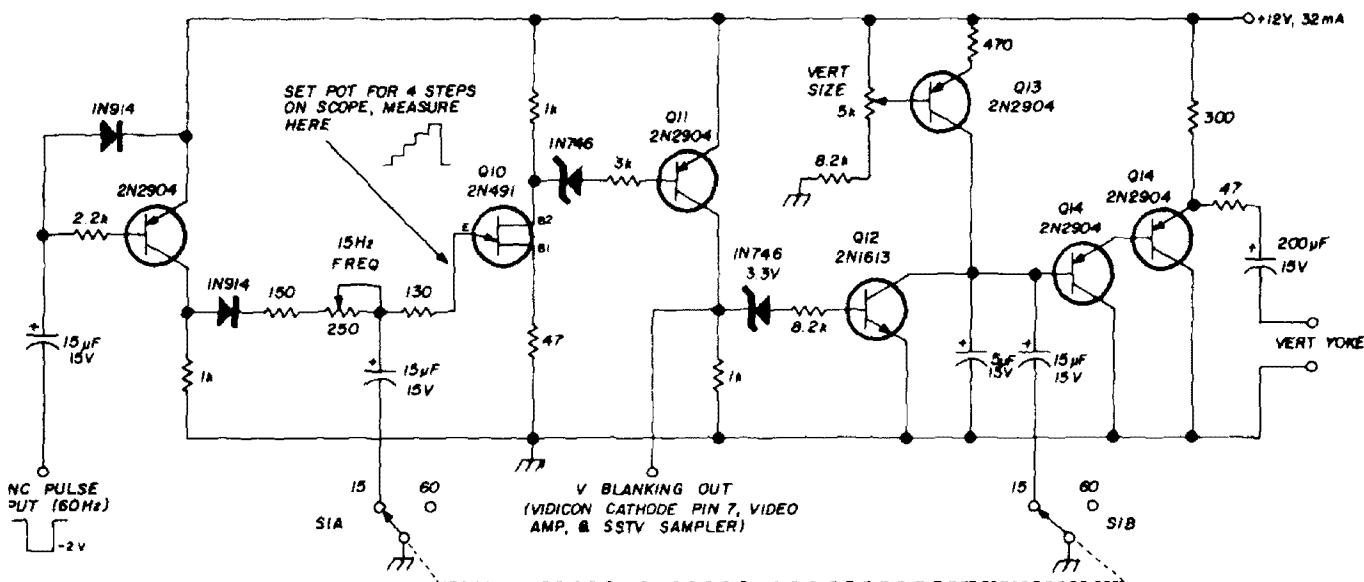 +12V, 32mA
470
VERT
SIZE
5k
Q13
2N2904
SET POT FOR 4 STEPS
ON SCOPE, MEASURE
HERE
1N914
1k
Q11
2N2904
300
1N746
3k
8.2k
Q10
2N491
2N2904
2.2k
E
B2
B1
Q14
2N2904
47
Q14
2N2904
200µF
15V
+
15Hz
FREQ
1N914
150
250
130
1N746
3.3V
Q12
2N1613
8.2k
VERT YOKE
+
15µF
15V
1k
+
15µF
15V
47
1k
+
5µF
15V
+
15µF
15V
NC PULSE
PUT (60Hz)
-2V
15
60
S1A
V BLANKING OUT
(VIDICON CATHODE PIN 7, VIDEO
AMP, & SSTV SAMPLER)
15
60
S1B